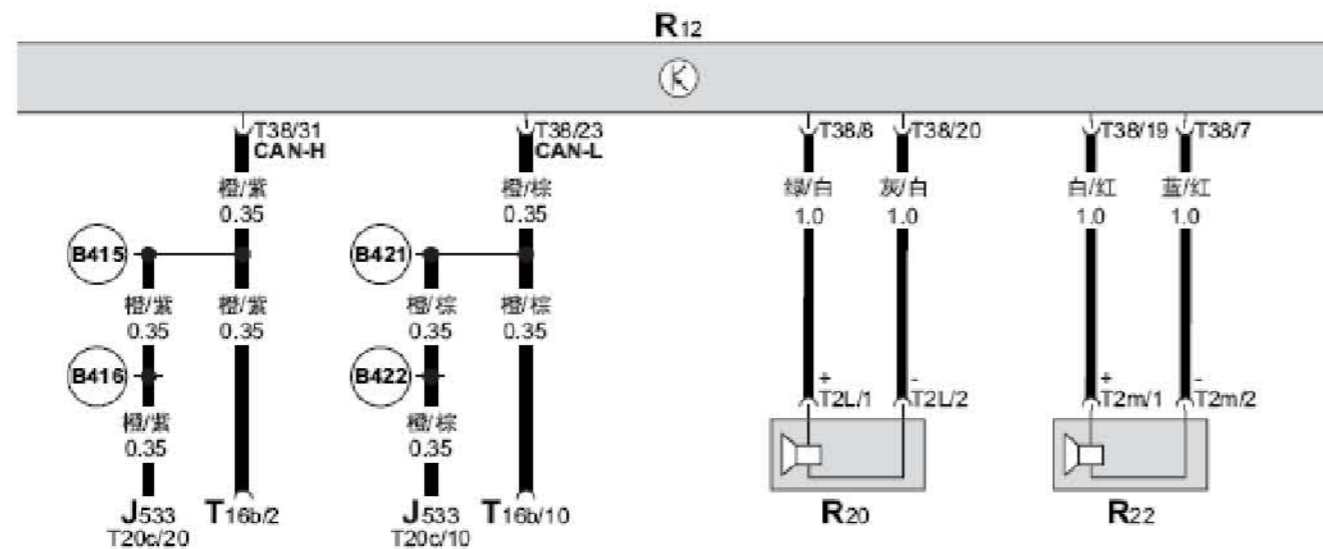 R12
T38/31
CAN-H
T38/23
CAN-L
T38/8
T38/20
T38/19
T38/7
橙/紫
0.35
橙/棕
0.35
绿/白
1.0
灰/白
1.0
白/红
1.0
蓝/红
1.0
B415
B421
橙/紫
0.35
橙/紫
0.35
橙/棕
0.35
橙/棕
0.35
B416
B422
橙/紫
0.35
橙/棕
0.35
+
T2L/1
-
T2L/2
+
T2m/1
-
T2m/2
J533
T20c/20
T16b/2
J533
T20c/10
T16b/10
R20
R22